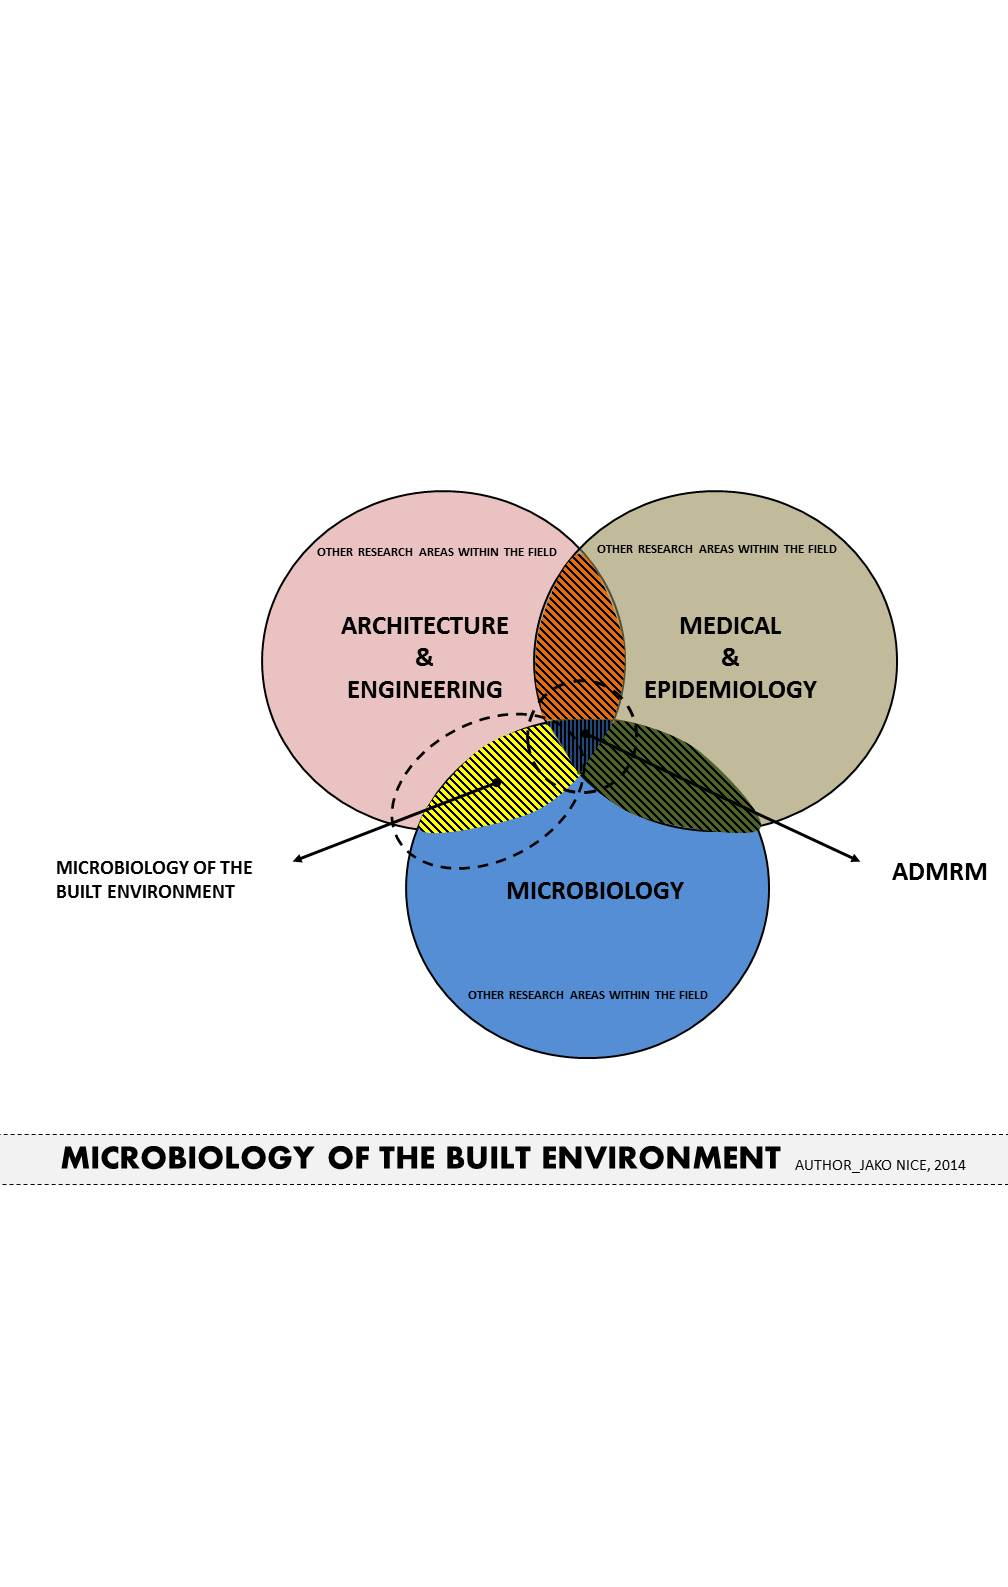 OTHER RESEARCH AREAS WITHIN THE FIELD
OTHER RESEARCH AREAS WITHIN THE FIELD
ARCHITECTURE
&
ENGINEERING
MEDICAL
&
EPIDEMIOLOGY
MICROBIOLOGY OF THE
BUILT ENVIRONMENT
ADMRM
MICROBIOLOGY
OTHER RESEARCH AREAS WITHIN THE FIELD
MICROBIOLOGY OF THE BUILT ENVIRONMENT AUTHOR_JAKO NICE, 2014